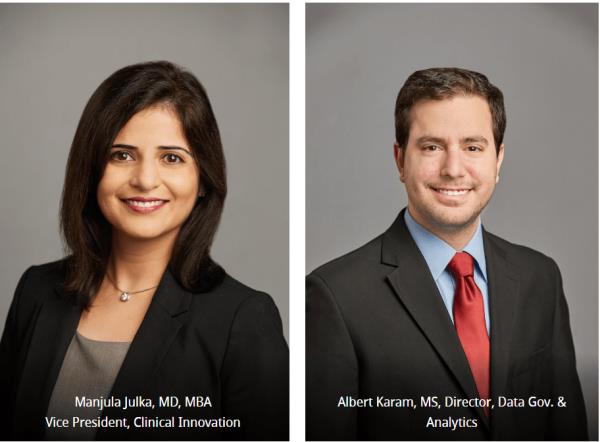 Manjula Julka, MD, MBA
Vice President, Clinical Innovation
Albert Karam, MS, Director, Data Gov. &
Analytics